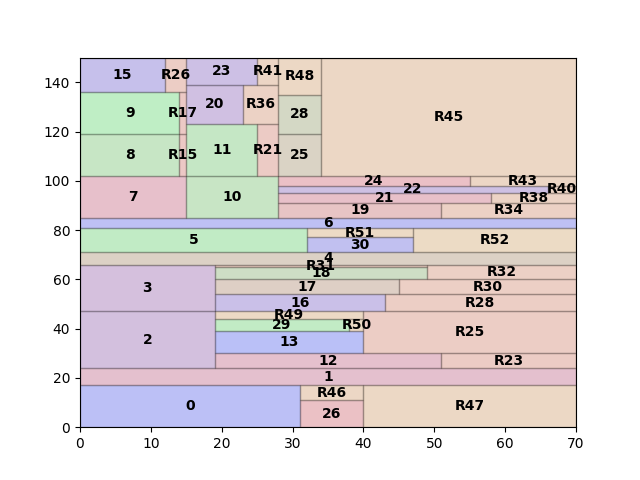 140
120
100
80
60
40
20
0
0 10 20 30 40 50 60 70
15 R26 23 R41 R48
9 R17 20 R36 28 R45
8 R15 11 R21 25
7 10 24 R43
22 R40
21 R38
19 R34
6
5 R51 R52
30
4
3 R31
18 R32
17 R30
16 R28
2 R49
29 R50 R25
13
12 R23
1
0 R46 R47
26